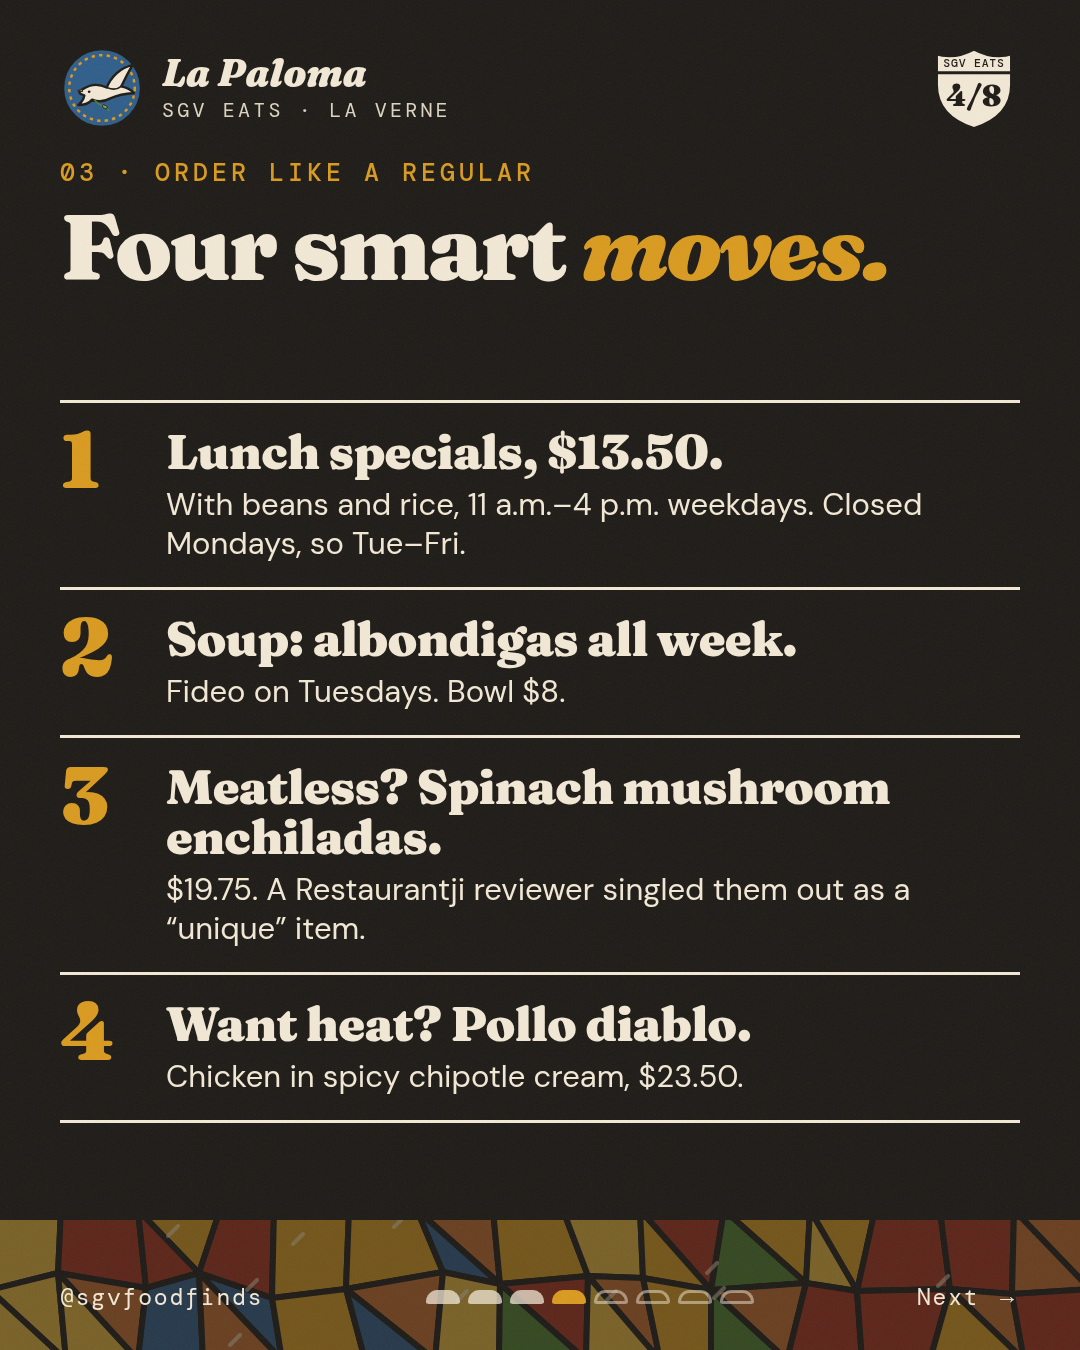 La Paloma
SGV EATS · LA VERNE
SGV EATS
4/8
03 · ORDER LIKE A REGULAR
Four smart moves.
1
Lunch specials, $13.50.
With beans and rice, 11 a.m.–4 p.m. weekdays. Closed
Mondays, so Tue–Fri.
2
Soup: albondigas all week.
Fideo on Tuesdays. Bowl $8.
3
Meatless? Spinach mushroom
enchiladas.
$19.75. A Restaurantji reviewer singled them out as a
“unique” item.
4
Want heat? Pollo diablo.
Chicken in spicy chipotle cream, $23.50.
@sgvfoodfinds
Next →